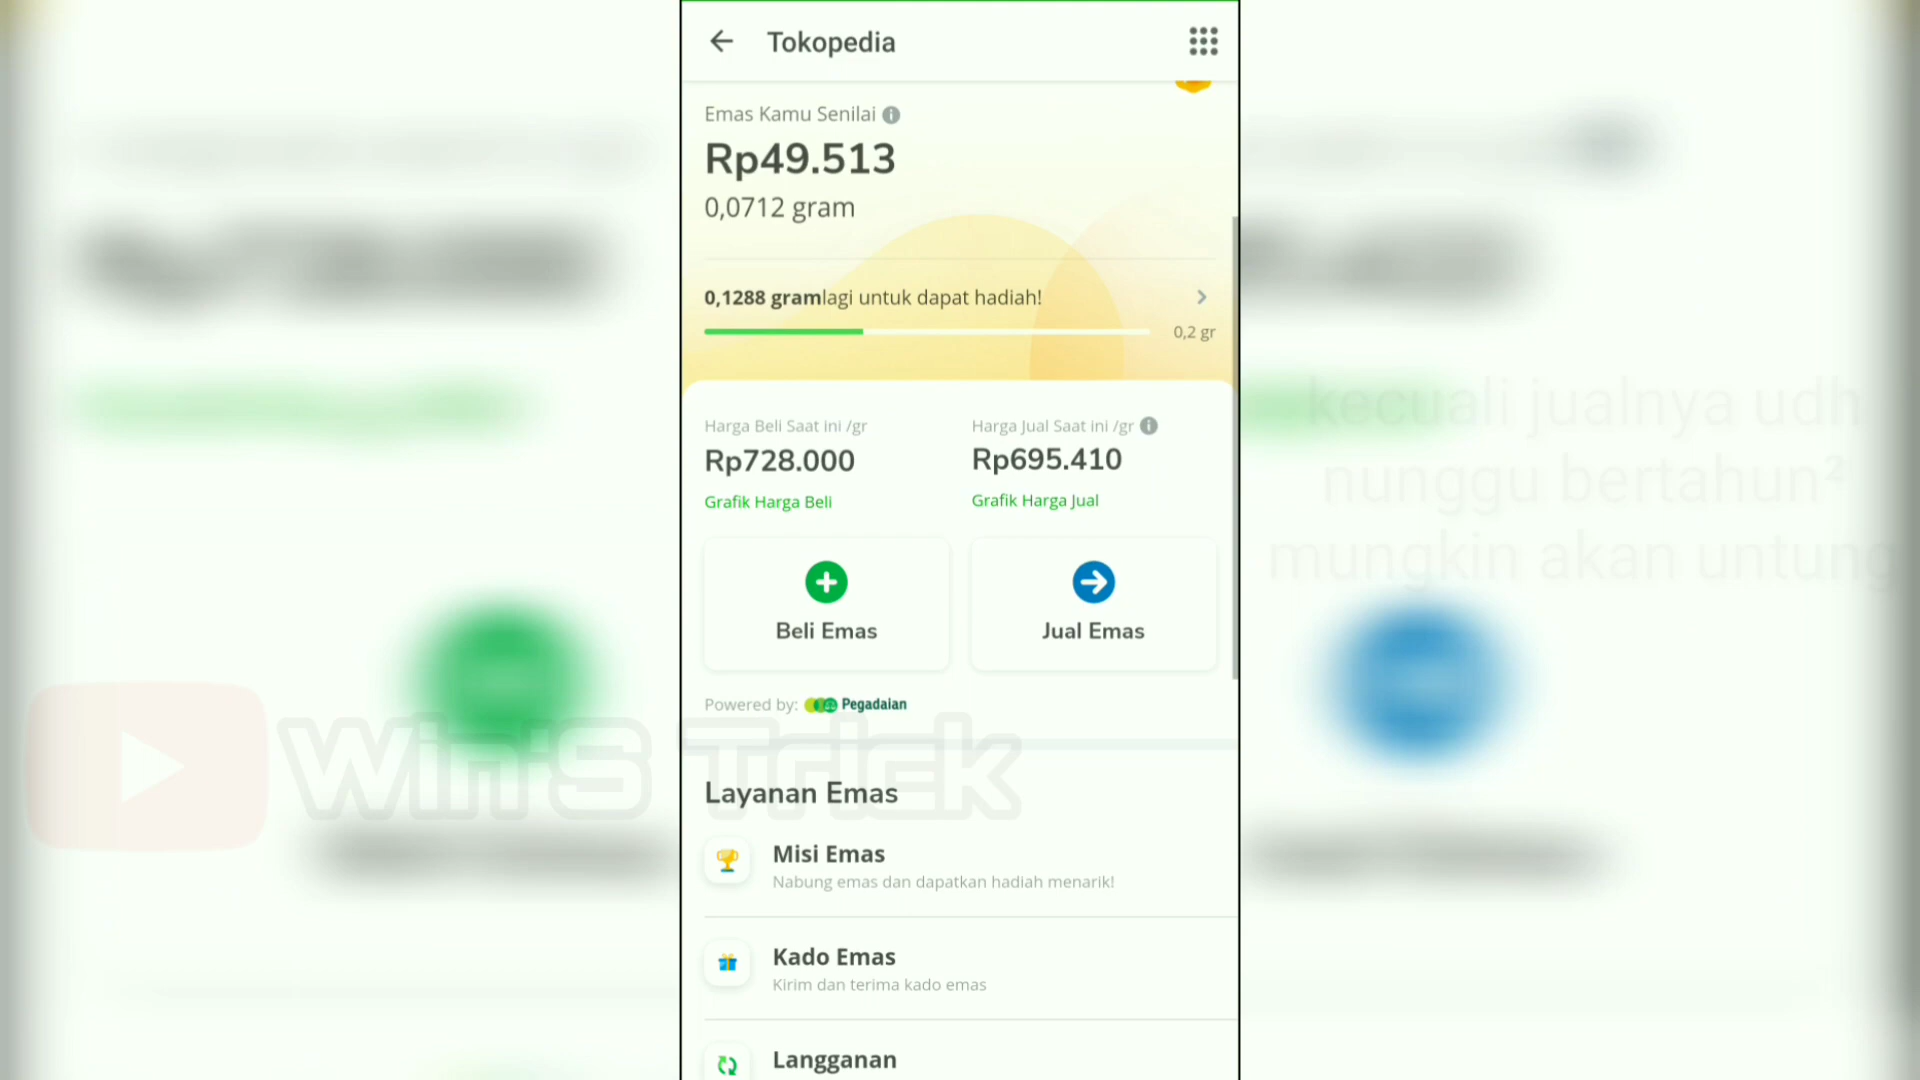 Tokopedia
Emas Kamu Senilai
Rp49.513
0,0712 gram
0,1288 gramlagi untuk dapat hadiah!
0,2 gr
Harga Beli Saat ini /gr
Rp728.000
Grafik Harga Beli
Harga Jual Saat ini /gr
Rp695.410
Grafik Harga Jual
kecuali jualnya udh
nunggu bertahun²
mungkin akan untung
Beli Emas
Jual Emas
Powered by: Pegadaian
Win'S Trick
Layanan Emas
Misi Emas
Nabung emas dan dapatkan hadiah menarik!
Kado Emas
Kirim dan terima kado emas
Langganan